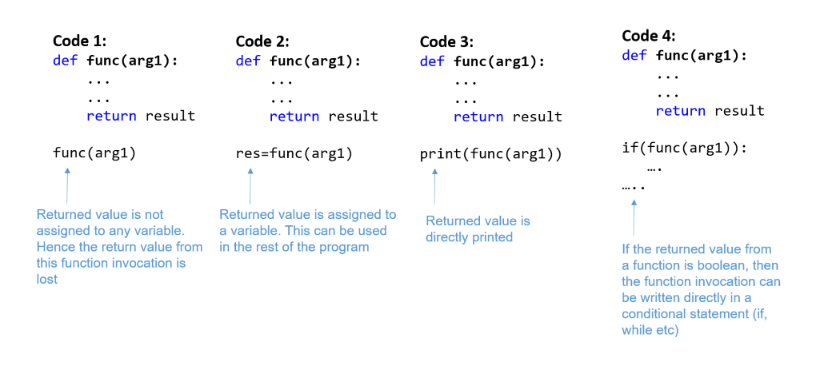 Code 1:
def func(arg1):
...
...
return result
func(arg1)
Returned value is not
assigned to any variable.
Hence the return value from
this function invocation is
lost
Code 2:
def func(arg1):
...
...
return result
res=func(arg1)
Returned value is assigned to
a variable. This can be used
in the rest of the program
Code 3:
def func(arg1):
...
...
return result
print(func(arg1))
Returned value is
directly printed
Code 4:
def func(arg1):
...
...
return result
if(func(arg1)):
….
…..
If the returned value from
a function is boolean, then
the function invocation can
be written directly in a
conditional statement (if,
while etc)